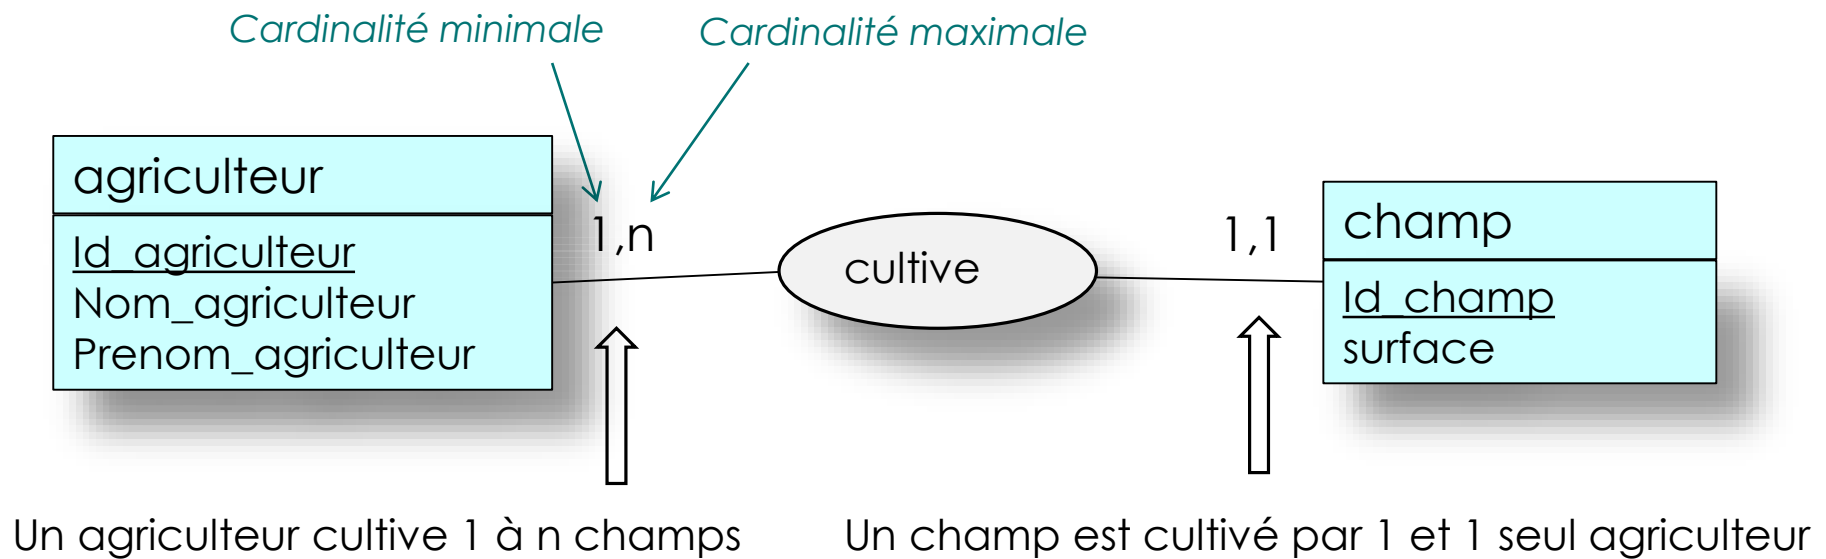 Cardinalité minimale
Cardinalité maximale
agriculteur
Id_agriculteur
Nom_agriculteur
Prenom_agriculteur
1,n
cultive
1,1
champ
Id_champ
surface
Un agriculteur cultive 1 à n champs
Un champ est cultivé par 1 et 1 seul agriculteur